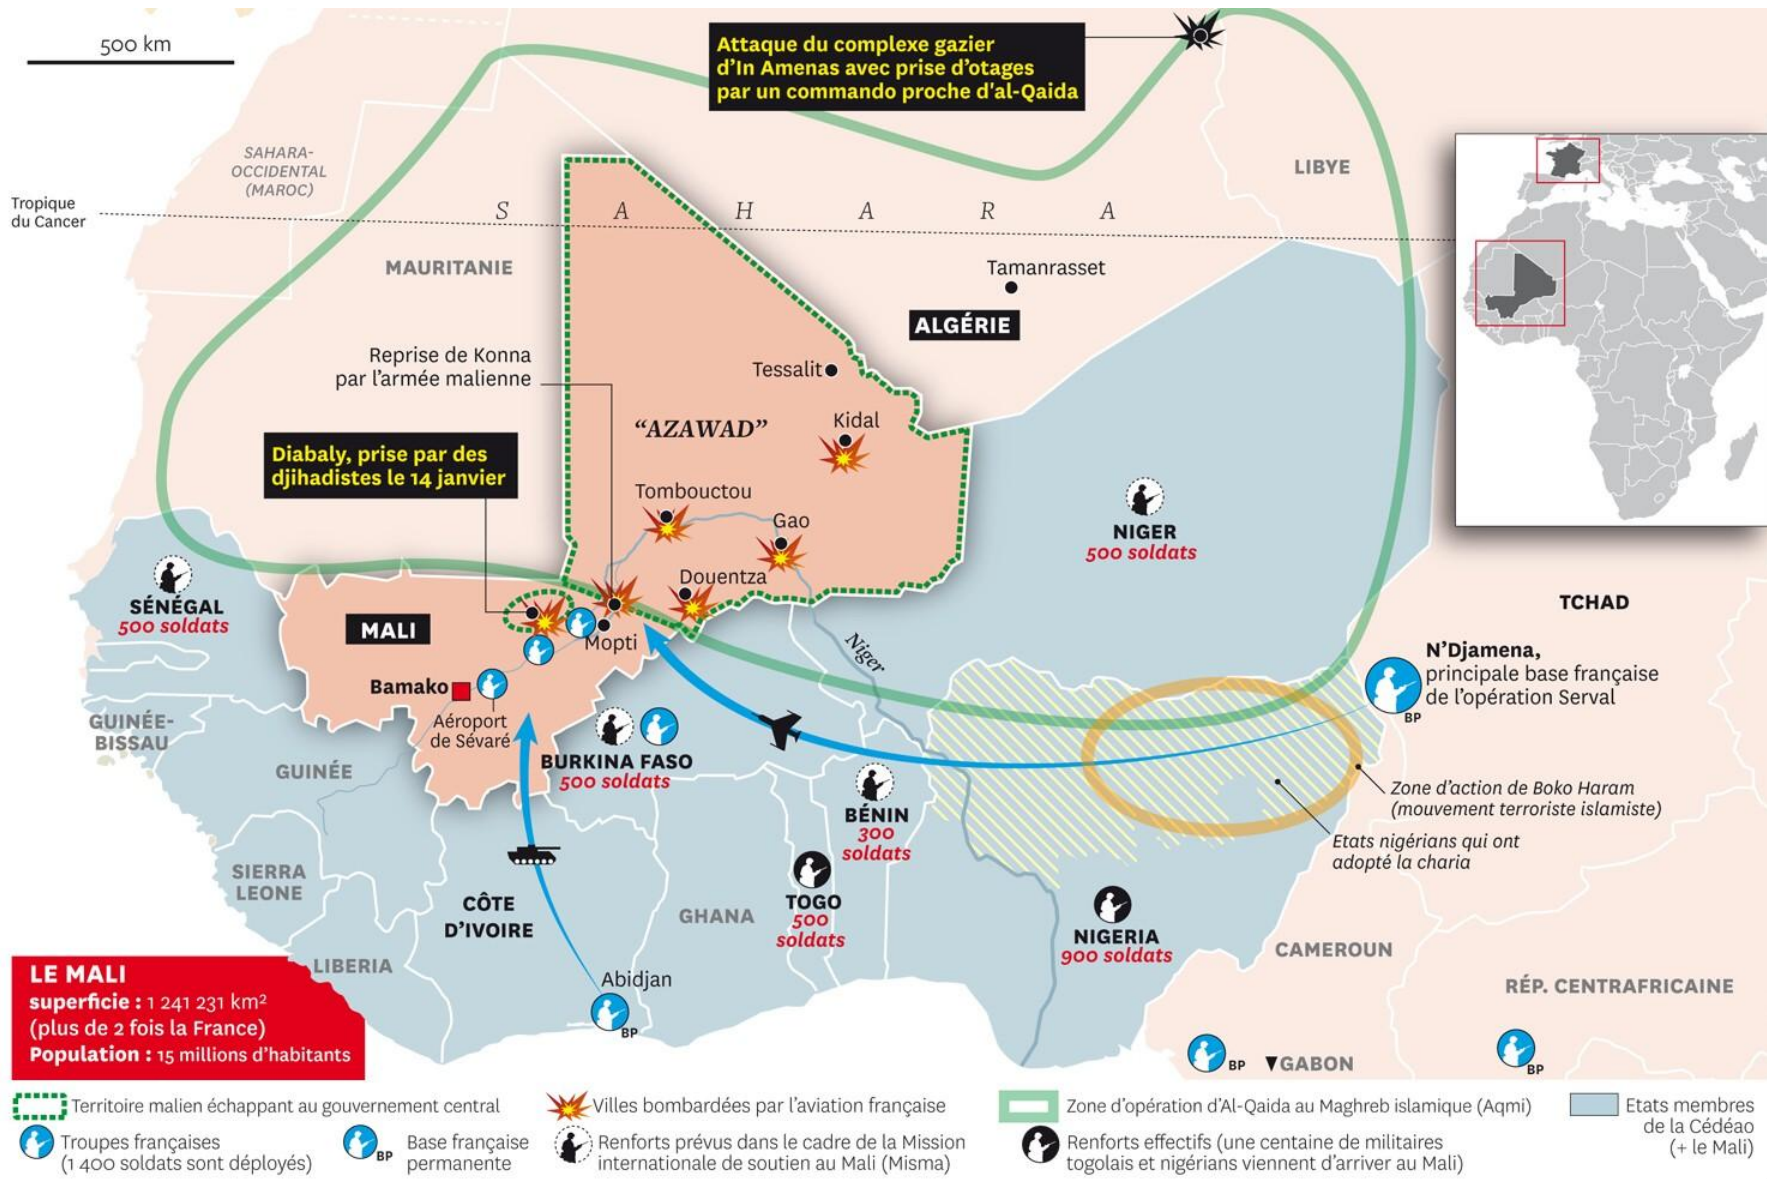 500 km
Attaque du complexe gazier
d'In Amenas avec prise d'otages
par un commando proche d'al-Qaida
SAHARA-
OCCIDENTAL
(MAROC)
LIBYE
Tropique
du Cancer
S A H A R A
MAURITANIE
Tamanrasset
ALGÉRIE
Reprise de Konna
par l'armée malienne
Tessalit
Kidal
“AZAWAD”
Diabaly, prise par des
djihadistes le 14 janvier
Tombouctou
Gao
Douentza
NIGER
500 soldats
SÉNÉGAL
500 soldats
MALI
Mopti
Niger
TCHAD
N'Djamena,
principale base française
de l'opération Serval
BP
Bamako
Aéroport
de Sévaré
GUINÉE-
BISSAU
GUINÉE
BURKINA FASO
500 soldats
BÉNIN
300
soldats
Zone d'action de Boko Haram
(mouvement terroriste islamiste)
Etats nigérians qui ont
adopté la charia
SIERRA
LEONE
CÔTE
D'IVOIRE
GHANA
TOGO
500
soldats
NIGERIA
900 soldats
CAMEROUN
LIBERIA
Abidjan
BP
RÉP. CENTRAFRICAINE
BP
▼GABON
BP
LE MALI
superficie : 1 241 231 km²
(plus de 2 fois la France)
Population : 15 millions d'habitants
Territoire malien échappant au gouvernement central
Villes bombardées par l'aviation française
Zone d'opération d'Al-Qaida au Maghreb islamique (Aqmi)
Etats membres
de la Cédéao
(+ le Mali)
Troupes françaises
(1 400 soldats sont déployés)
BP
Base française
permanente
Renforts prévus dans le cadre de la Mission
internationale de soutien au Mali (Misma)
Renforts effectifs (une centaine de militaires
togolais et nigérians viennent d'arriver au Mali)